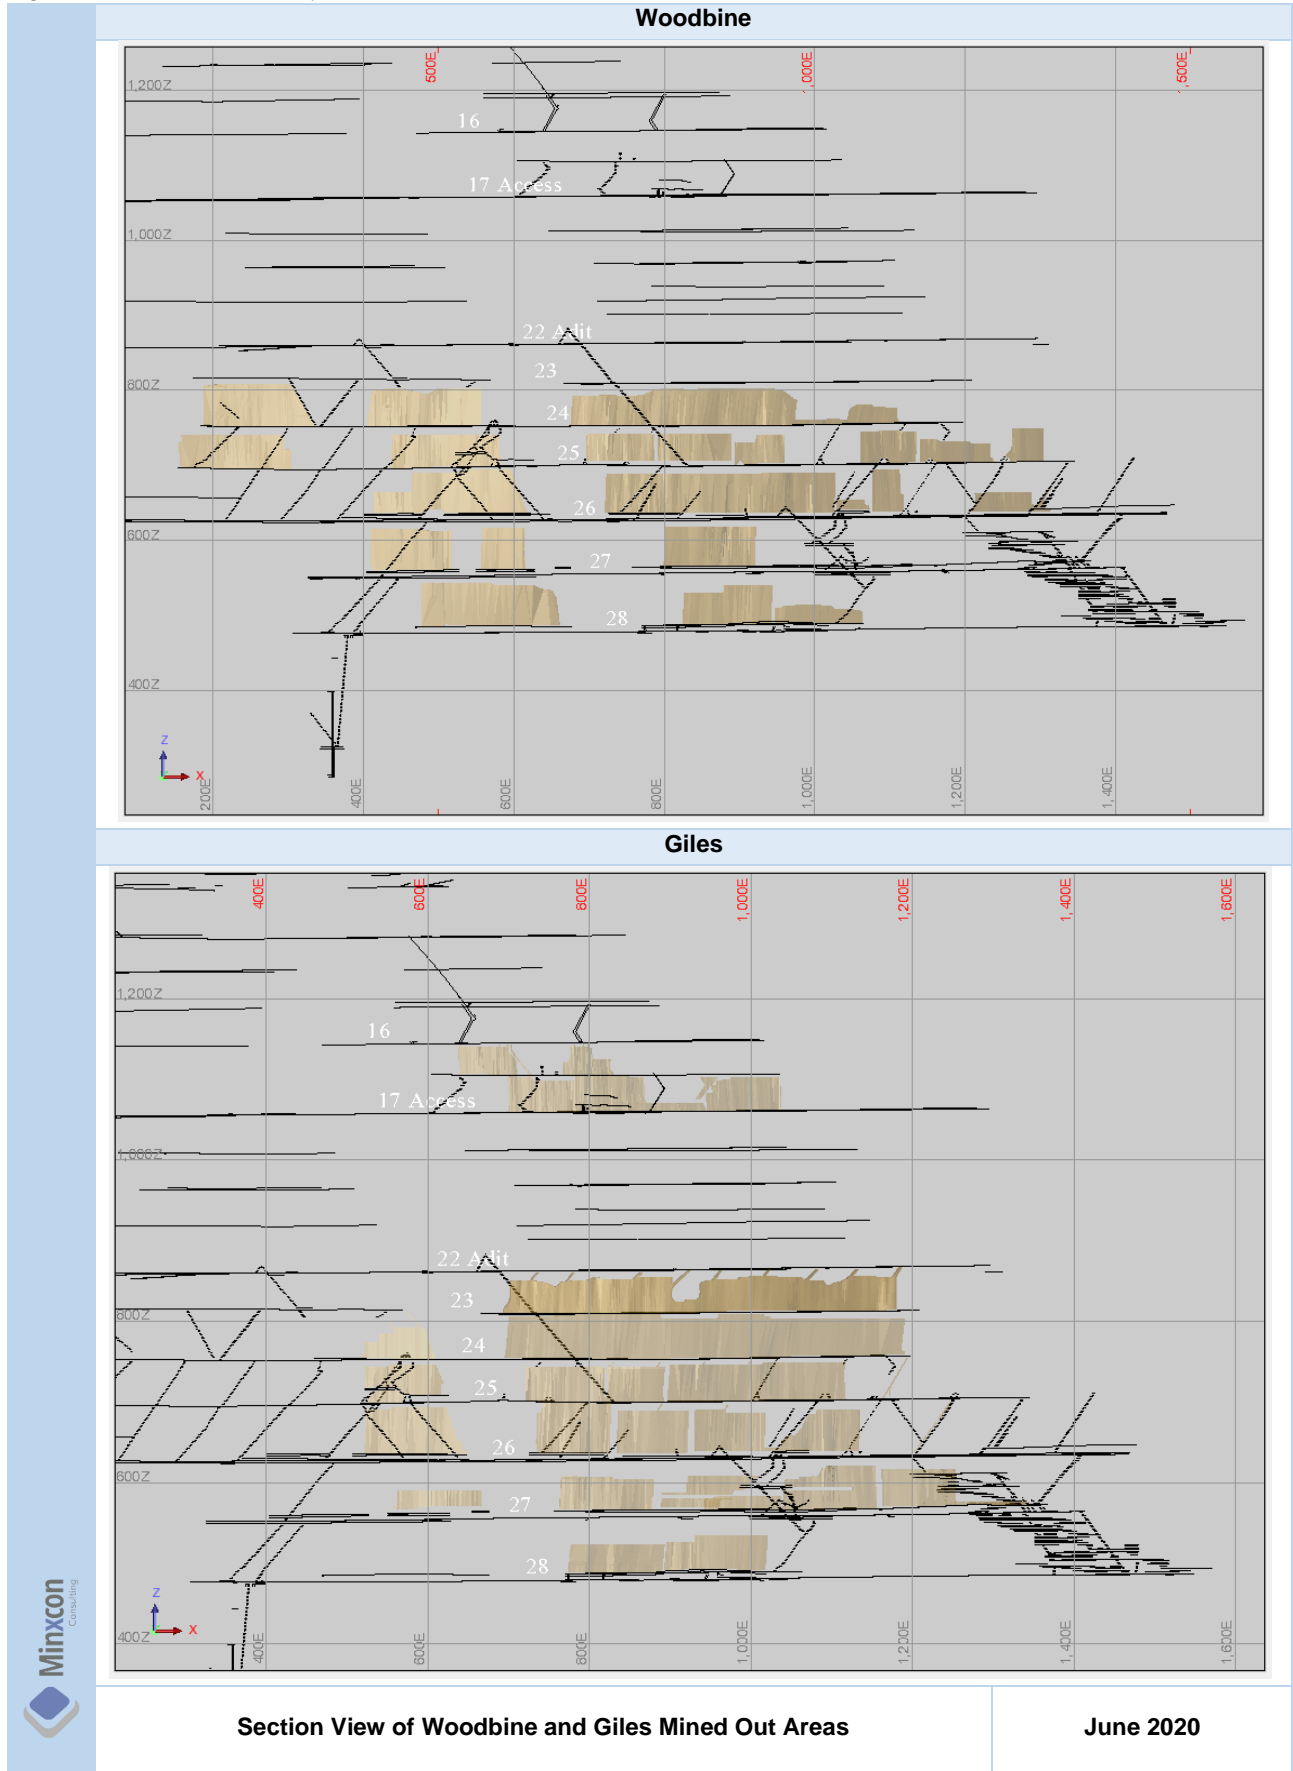 Woodbine
500E
1,000E
,500E
1,200Z
16
17 Access
1,000Z
22 Adit
23
800Z
24
25
26
600Z
27
28
400Z
Z
X
200E
400E
600E
800E
1,000E
1,200E
1,400E
Giles
400E
600E
800E
1,000E
1,200E
1,400E
1,600E
1,200Z
16
17 Access
1,000Z
22 Adit
23
800Z
24
25
26
600Z
27
28
Z
X
400Z
400E
600E
800E
1,000E
1,200E
1,400E
1,600E
Minxcon
Consulting
Section View of Woodbine and Giles Mined Out Areas
June 2020